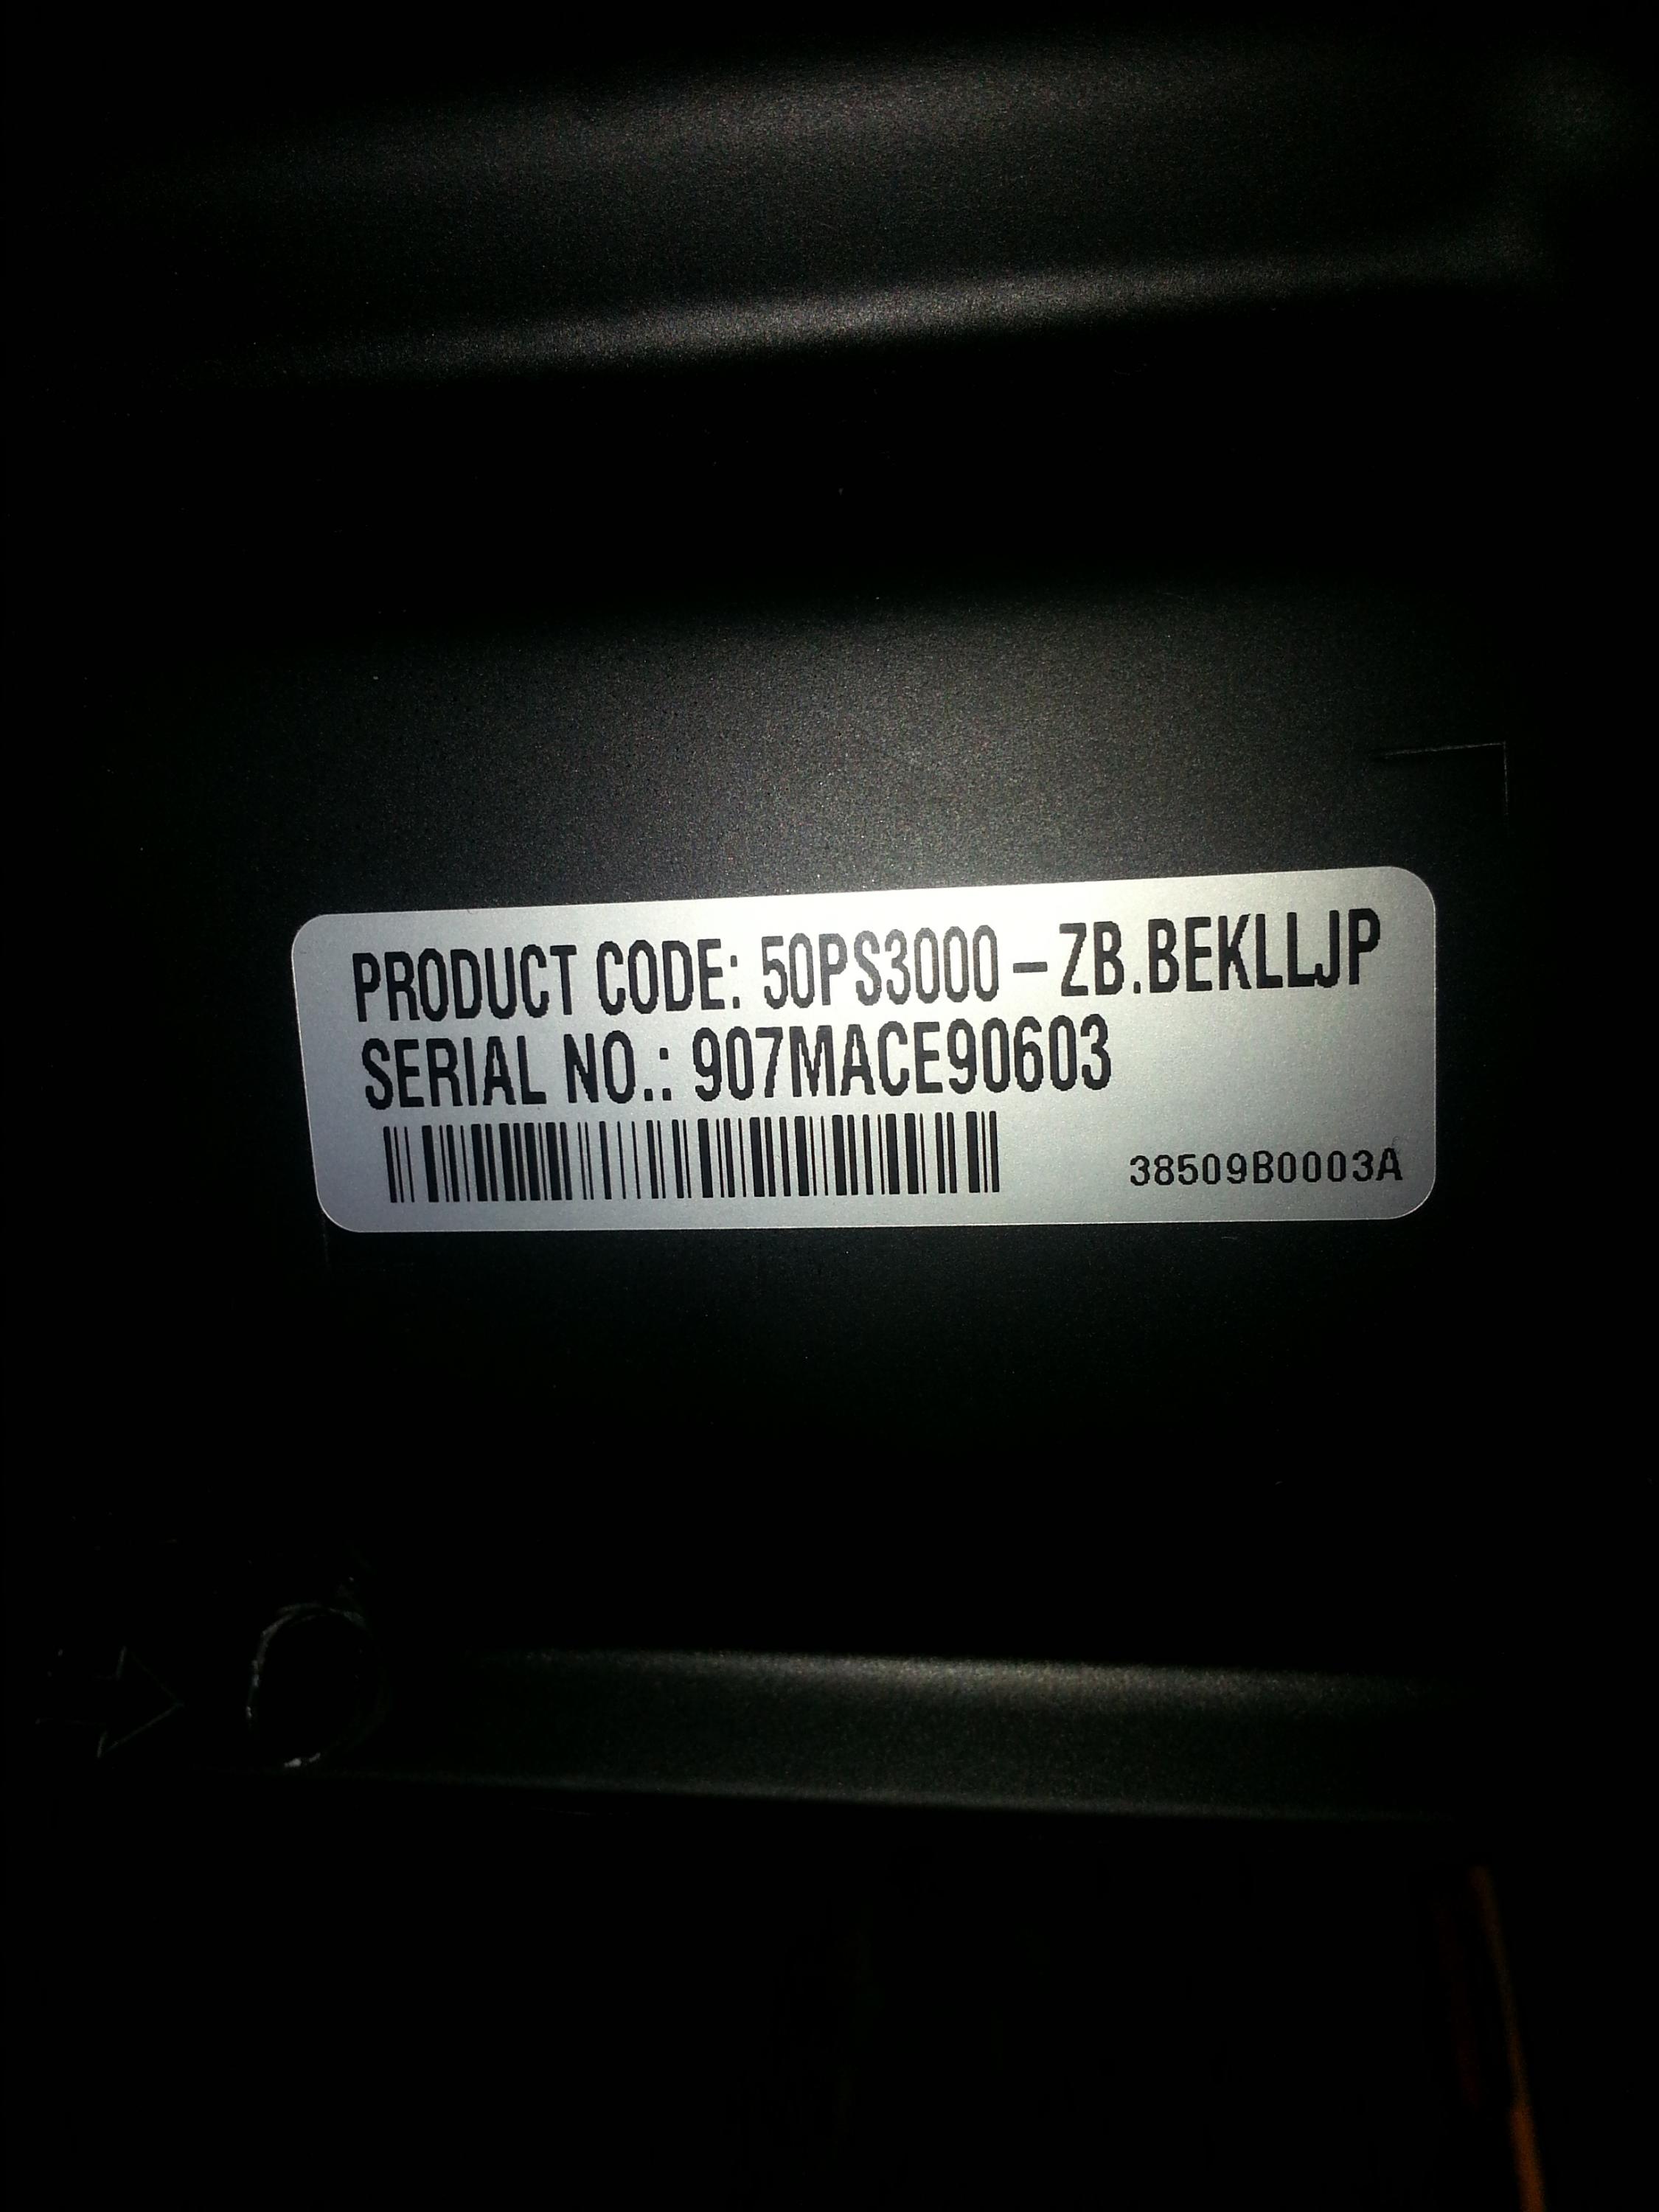 PRODUCT CODE: 50PS3000-ZB.BEKLLJP
SERIAL NO.: 907MACE90603
38509B0003A